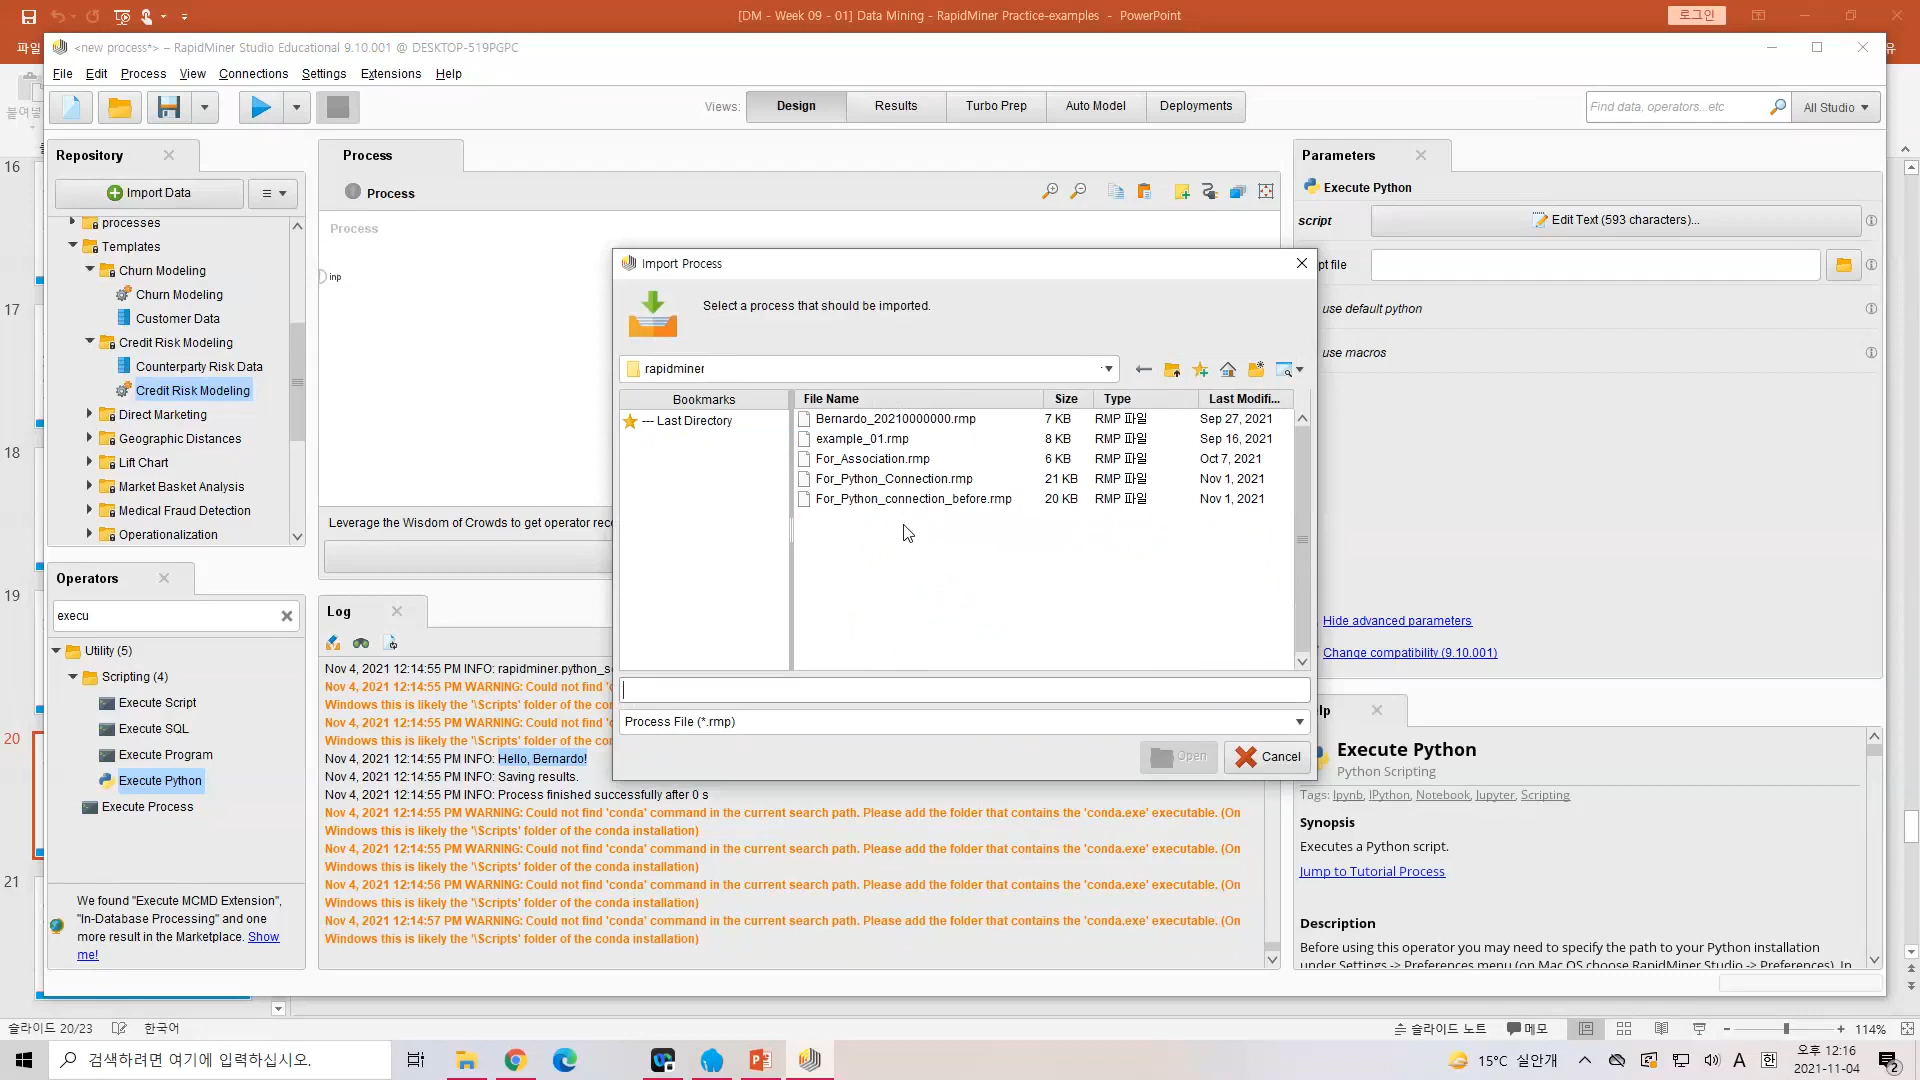 [DM - Week 09 - 01] Data Mining - RapidMiner Practice-examples - PowerPoint
로그인
파일
<new process*> – RapidMiner Studio Educational 9.10.001 @ DESKTOP-519PGPC
File Edit Process View Connections Settings Extensions Help
Views: Design Results Turbo Prep Auto Model Deployments
Find data, operators...etc
All Studio
16
17
18
19
20
21
Repository
Import Data
processes
Templates
Churn Modeling
Churn Modeling
Customer Data
Credit Risk Modeling
Counterparty Risk Data
Credit Risk Modeling
Direct Marketing
Geographic Distances
Lift Chart
Market Basket Analysis
Medical Fraud Detection
Operationalization
Operators
execu
Utility (5)
Scripting (4)
Execute Script
Execute SQL
Execute Program
Execute Python
Execute Process
We found "Execute MCMD Extension",
"In-Database Processing" and one
more result in the Marketplace. Show
me!
Process
Process
Process
inp
Leverage the Wisdom of Crowds to get operator reco
Import Process
Select a process that should be imported.
rapidminer
Bookmarks
--- Last Directory
File Name Size Type Last Modifi...
Bernardo_20210000000.rmp 7 KB RMP 파일 Sep 27, 2021
example_01.rmp 8 KB RMP 파일 Sep 16, 2021
For_Association.rmp 6 KB RMP 파일 Oct 7, 2021
For_Python_Connection.rmp 21 KB RMP 파일 Nov 1, 2021
For_Python_connection_before.rmp 20 KB RMP 파일 Nov 1, 2021
Process File (*.rmp)
Open
Cancel
Log
Nov 4, 2021 12:14:55 PM INFO: rapidminer.python_s
Nov 4, 2021 12:14:55 PM WARNING: Could not find 'c
Windows this is likely the '\Scripts' folder of the con
Nov 4, 2021 12:14:55 PM WARNING: Could not find 'c
Windows this is likely the '\Scripts' folder of the con
Nov 4, 2021 12:14:55 PM INFO: Hello, Bernardo!
Nov 4, 2021 12:14:55 PM INFO: Saving results.
Nov 4, 2021 12:14:55 PM INFO: Process finished successfully after 0 s
Nov 4, 2021 12:14:55 PM WARNING: Could not find 'conda' command in the current search path. Please add the folder that contains the 'conda.exe' executable. (On
Windows this is likely the '\Scripts' folder of the conda installation)
Nov 4, 2021 12:14:55 PM WARNING: Could not find 'conda' command in the current search path. Please add the folder that contains the 'conda.exe' executable. (On
Windows this is likely the '\Scripts' folder of the conda installation)
Nov 4, 2021 12:14:56 PM WARNING: Could not find 'conda' command in the current search path. Please add the folder that contains the 'conda.exe' executable. (On
Windows this is likely the '\Scripts' folder of the conda installation)
Nov 4, 2021 12:14:57 PM WARNING: Could not find 'conda' command in the current search path. Please add the folder that contains the 'conda.exe' executable. (On
Windows this is likely the '\Scripts' folder of the conda installation)
Parameters
Execute Python
script
Edit Text (593 characters)...
pt file
use default python
use macros
Hide advanced parameters
Change compatibility (9.10.001)
lp
Execute Python
Python Scripting
Tags: Ipynb, IPython, Notebook, Jupyter, Scripting
Synopsis
Executes a Python script.
Jump to Tutorial Process
Description
Before using this operator you may need to specify the path to your Python installation
under Settings -> Preferences menu (on Mac OS choose RapidMiner Studio -> Preferences). In
슬라이드 20/23
한국어
슬라이드 노트
메모
114%
검색하려면 여기에 입력하십시오.
15°C 실안개
A
한
오후 12:16
2021-11-04
2